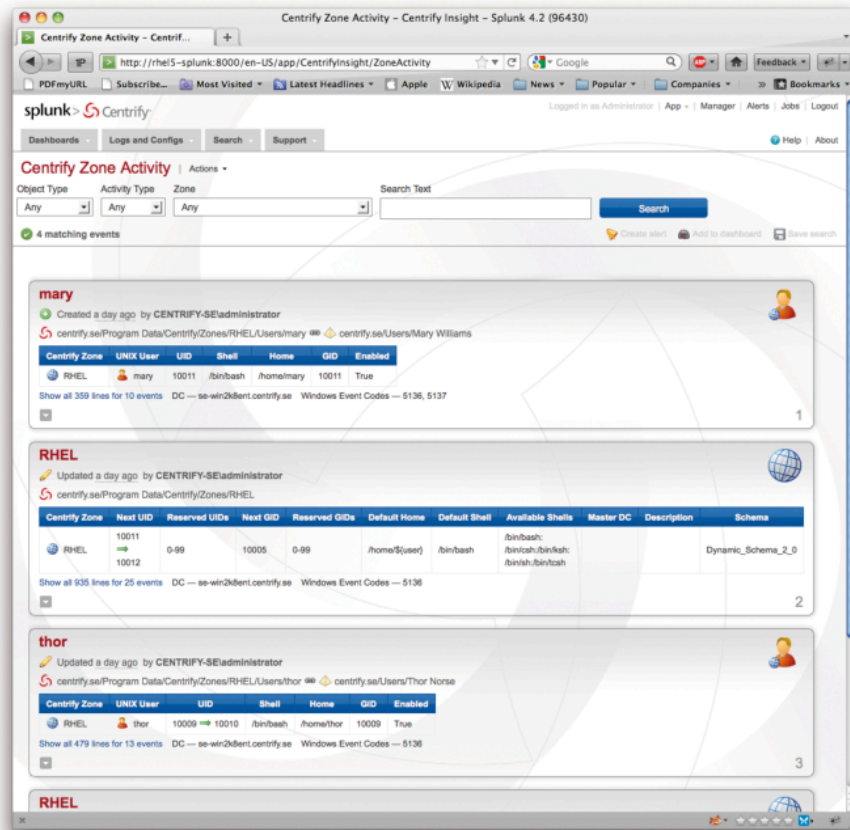 Centrify Zone Activity – Centrify Insight – Splunk 4.2 (96430)
Centrify Zone Activity – Centrif...
http://rhel5-splunk:8000/en-US/app/CentrifyInsight/ZoneActivity Google Feedback
PDFmyURL Subscribe... Most Visited Latest Headlines Apple Wikipedia News Popular Companies » Bookmarks
splunk> Centrify Logged in as Administrator | App | Manager | Alerts | Jobs | Logout
Dashboards Logs and Configs Search Support Help | About
Centrify Zone Activity | Actions
Object Type Activity Type Zone Search Text
Any Any Any Search
4 matching events Create alert Add to dashboard Save search
mary
Created a day ago by CENTRIFY-SE\administrator
centrify.se/Program Data/Centrify/Zones/RHEL/Users/mary centrify.se/Users/Mary Williams
Centrify Zone UNIX User UID Shell Home GID Enabled
RHEL mary 10011 /bin/bash /home/mary 10011 True
Show all 359 lines for 10 events DC — se-win2k8ent.centrify.se Windows Event Codes — 5136, 5137
1
RHEL
Updated a day ago by CENTRIFY-SE\administrator
centrify.se/Program Data/Centrify/Zones/RHEL
Centrify Zone Next UID Reserved UIDs Next GID Reserved GIDs Default Home Default Shell Available Shells Master DC Description Schema
RHEL 10011 ⇒ 10012 0-99 10005 0-99 /home/${user} /bin/bash /bin/bash: /bin/csh:/bin/ksh: /bin/sh:/bin/tcsh Dynamic_Schema_2_0
Show all 935 lines for 25 events DC — se-win2k8ent.centrify.se Windows Event Codes — 5136
2
thor
Updated a day ago by CENTRIFY-SE\administrator
centrify.se/Program Data/Centrify/Zones/RHEL/Users/thor centrify.se/Users/Thor Norse
Centrify Zone UNIX User UID Shell Home GID Enabled
RHEL thor 10009 ⇒ 10010 /bin/bash /home/thor 10009 True
Show all 479 lines for 13 events DC — se-win2k8ent.centrify.se Windows Event Codes — 5136
3
RHEL